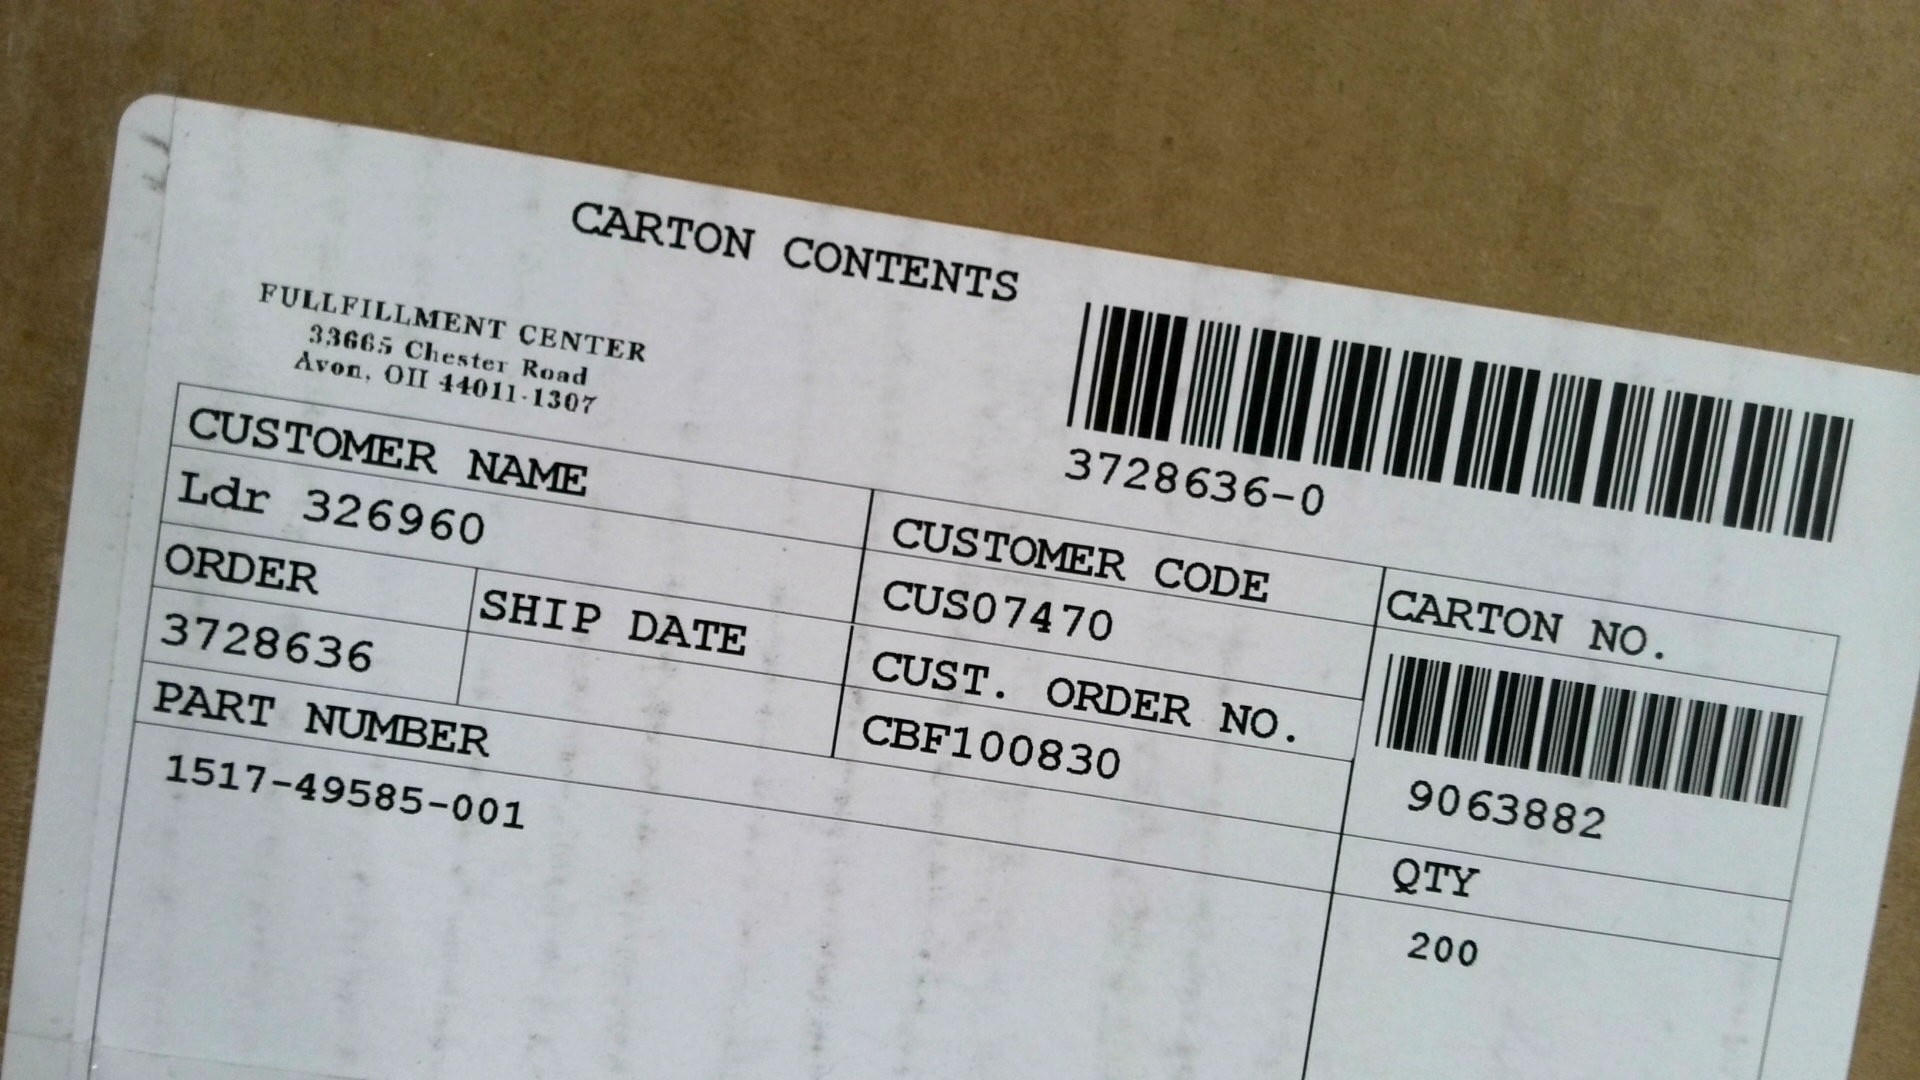 CARTON CONTENTS
FULLFILLMENT CENTER
33665 Chester Road
Avon, OH 44011-1307
3728636-0
CUSTOMER NAME
Ldr 326960
CUSTOMER CODE
CUS07470
CARTON NO.
9063882
ORDER
3728636
SHIP DATE
CUST. ORDER NO.
CBF100830
PART NUMBER
1517-49585-001
QTY
200